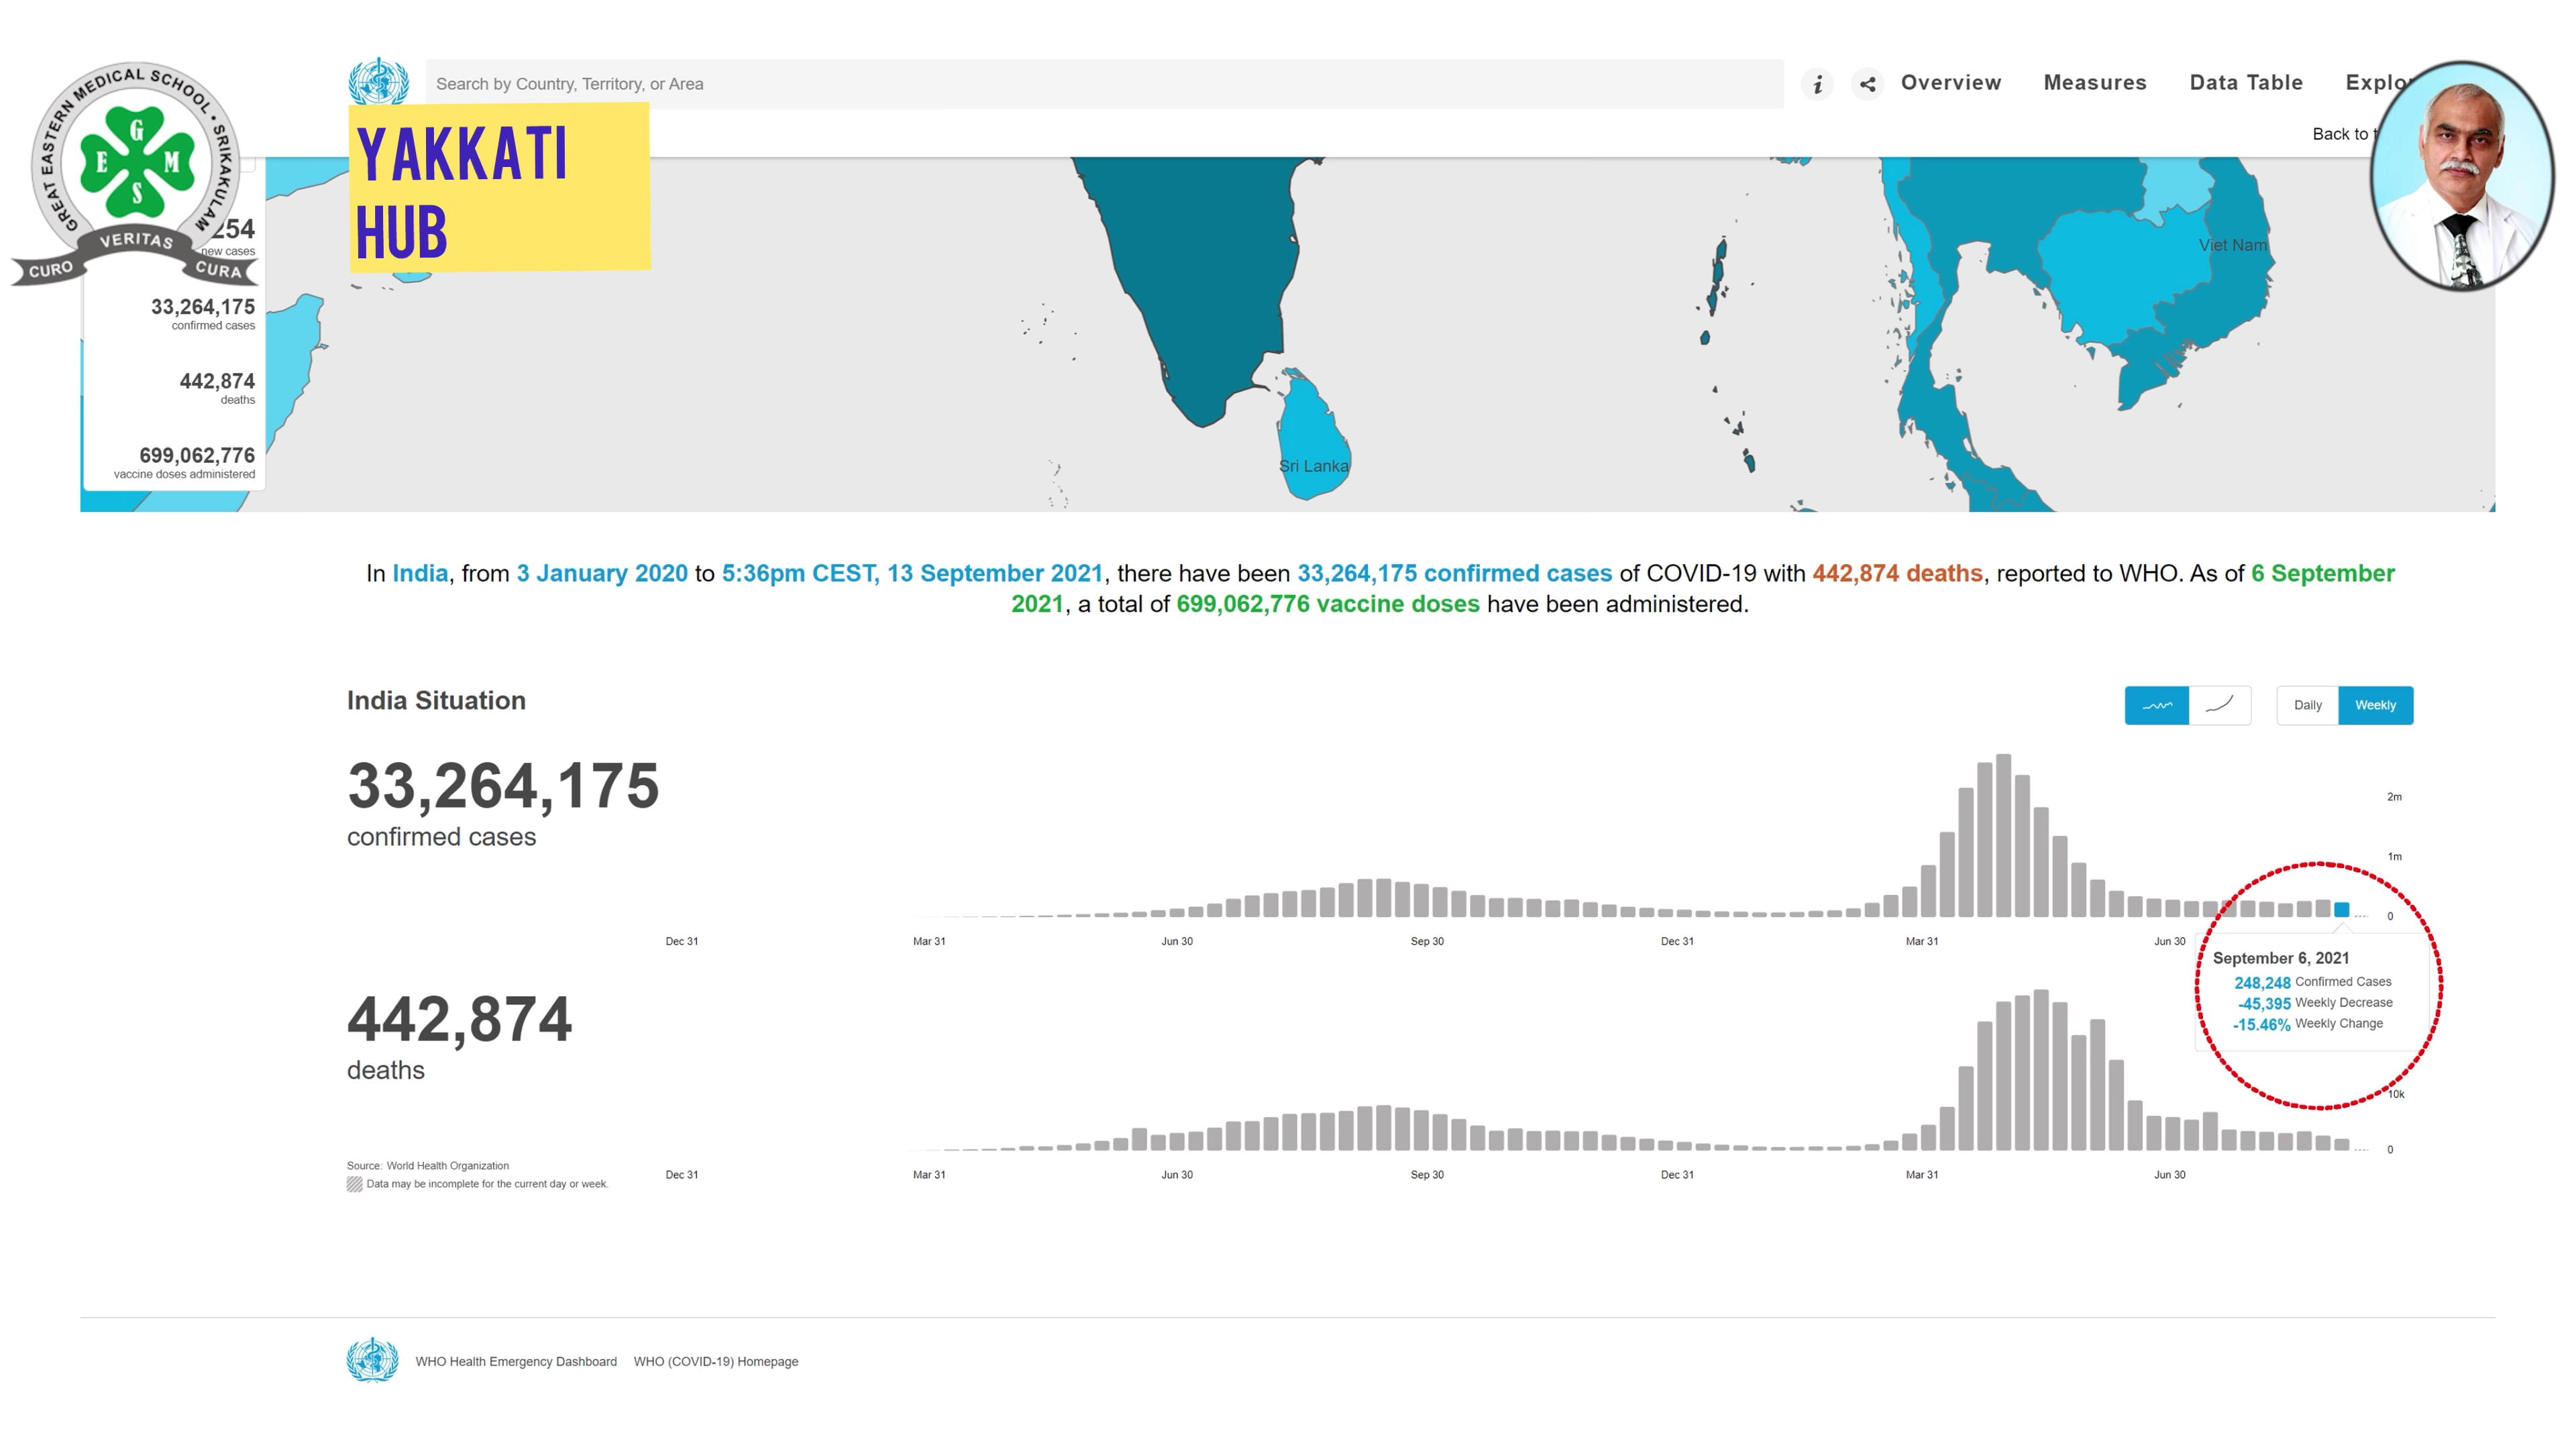 GREAT EASTERN MEDICAL SCHOOL • SRIKAKULAM
G
E M
S
VERITAS
CURO
CURA
Search by Country, Territory, or Area
i
Overview
Measures
Data Table
Back to
YAKKATI
HUB
254
new cases
33,264,175
confirmed cases
442,874
deaths
699,062,776
vaccine doses administered
Viet Nam
Sri Lanka
In India, from 3 January 2020 to 5:36pm CEST, 13 September 2021, there have been 33,264,175 confirmed cases of COVID-19 with 442,874 deaths, reported to WHO. As of 6 September
2021, a total of 699,062,776 vaccine doses have been administered.
India Situation
Daily
Weekly
33,264,175
confirmed cases
2m
1m
0
Dec 31
Mar 31
Jun 30
Sep 30
Dec 31
Mar 31
Jun 30
September 6, 2021
248,248 Confirmed Cases
-45,395 Weekly Decrease
-15.46% Weekly Change
442,874
deaths
10k
0
Source: World Health Organization
Data may be incomplete for the current day or week.
Dec 31
Mar 31
Jun 30
Sep 30
Dec 31
Mar 31
Jun 30
WHO Health Emergency Dashboard
WHO (COVID-19) Homepage